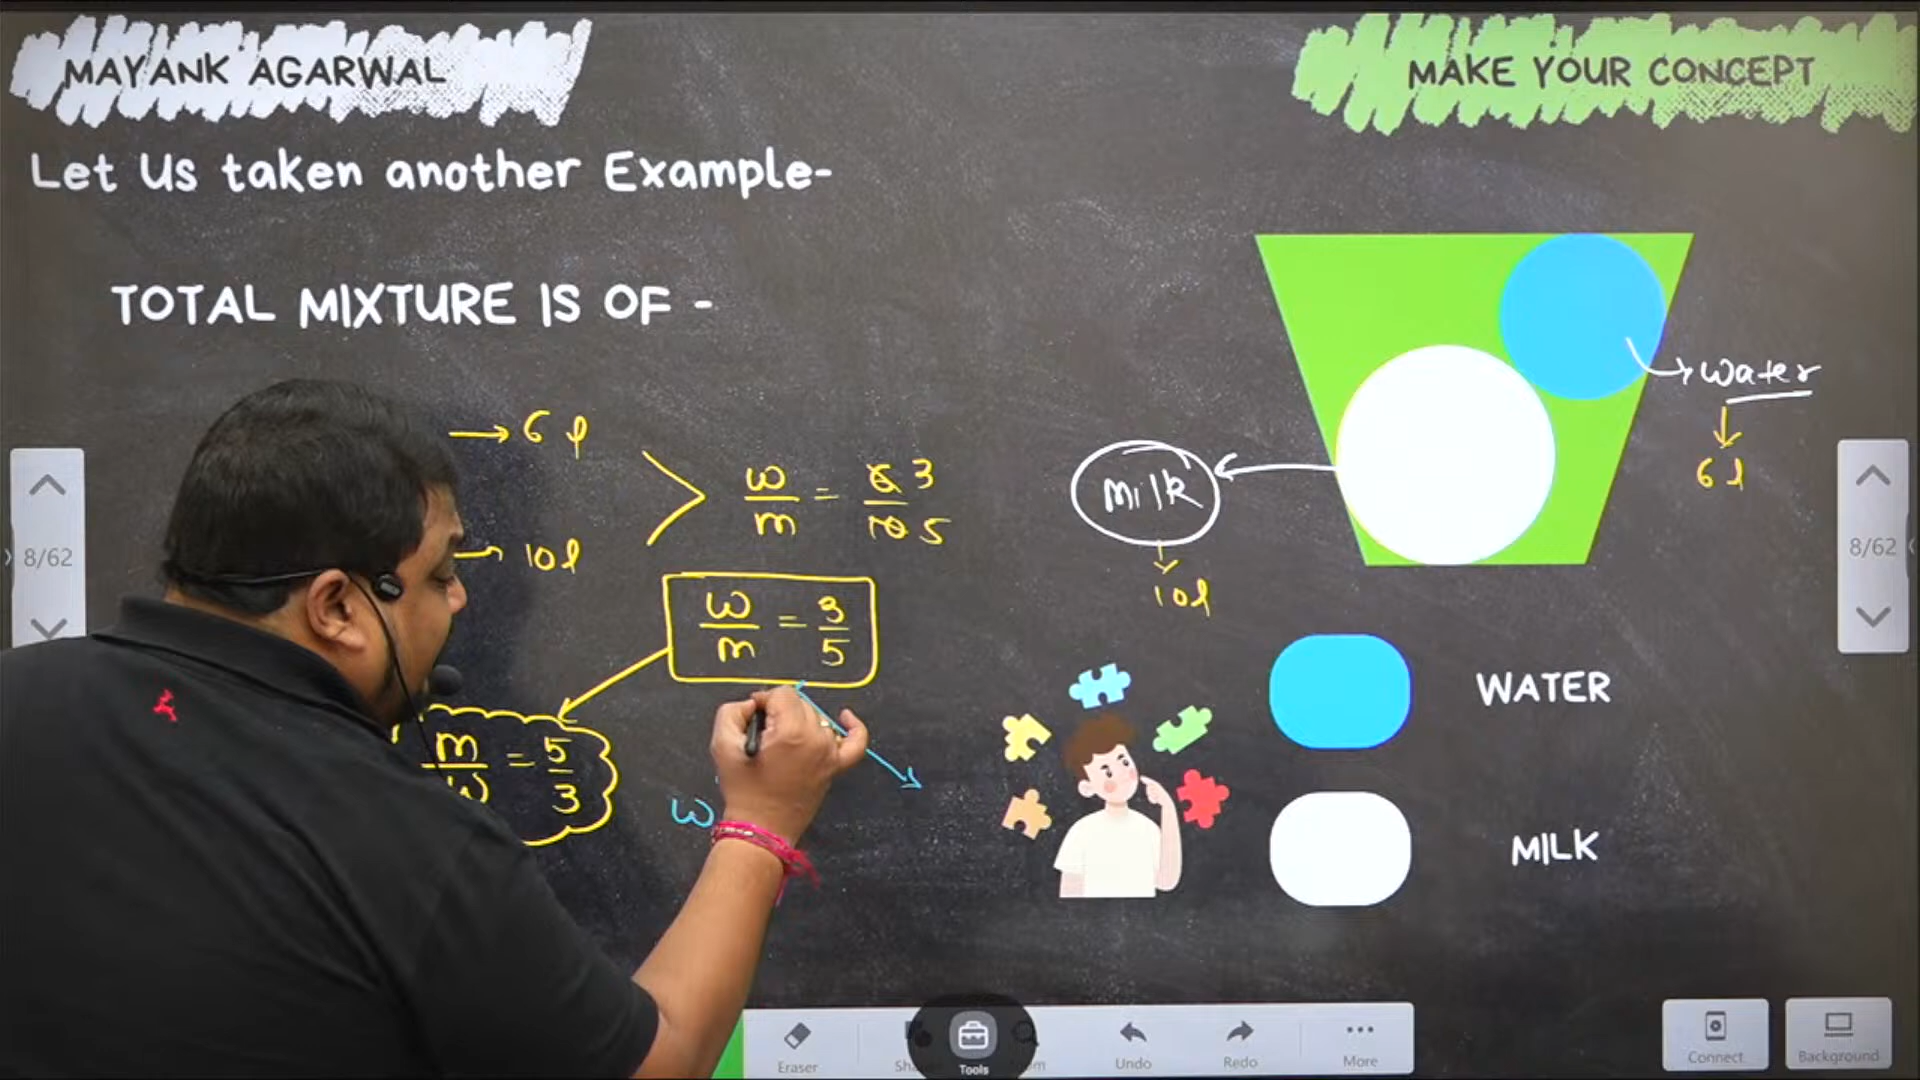 MAYANK AGARWAL
MAKE YOUR CONCEPT
Let Us taken another Example-
TOTAL MIXTURE IS OF -
→ 6 l
→ 10 l
w/m = 6/10 3/5
w/m = 3/5
m/w = 5/3
w
Milk
10 l
water
6 l
WATER
MILK
8/62
8/62
Eraser
Tools
Undo
Redo
More
Connect
Background